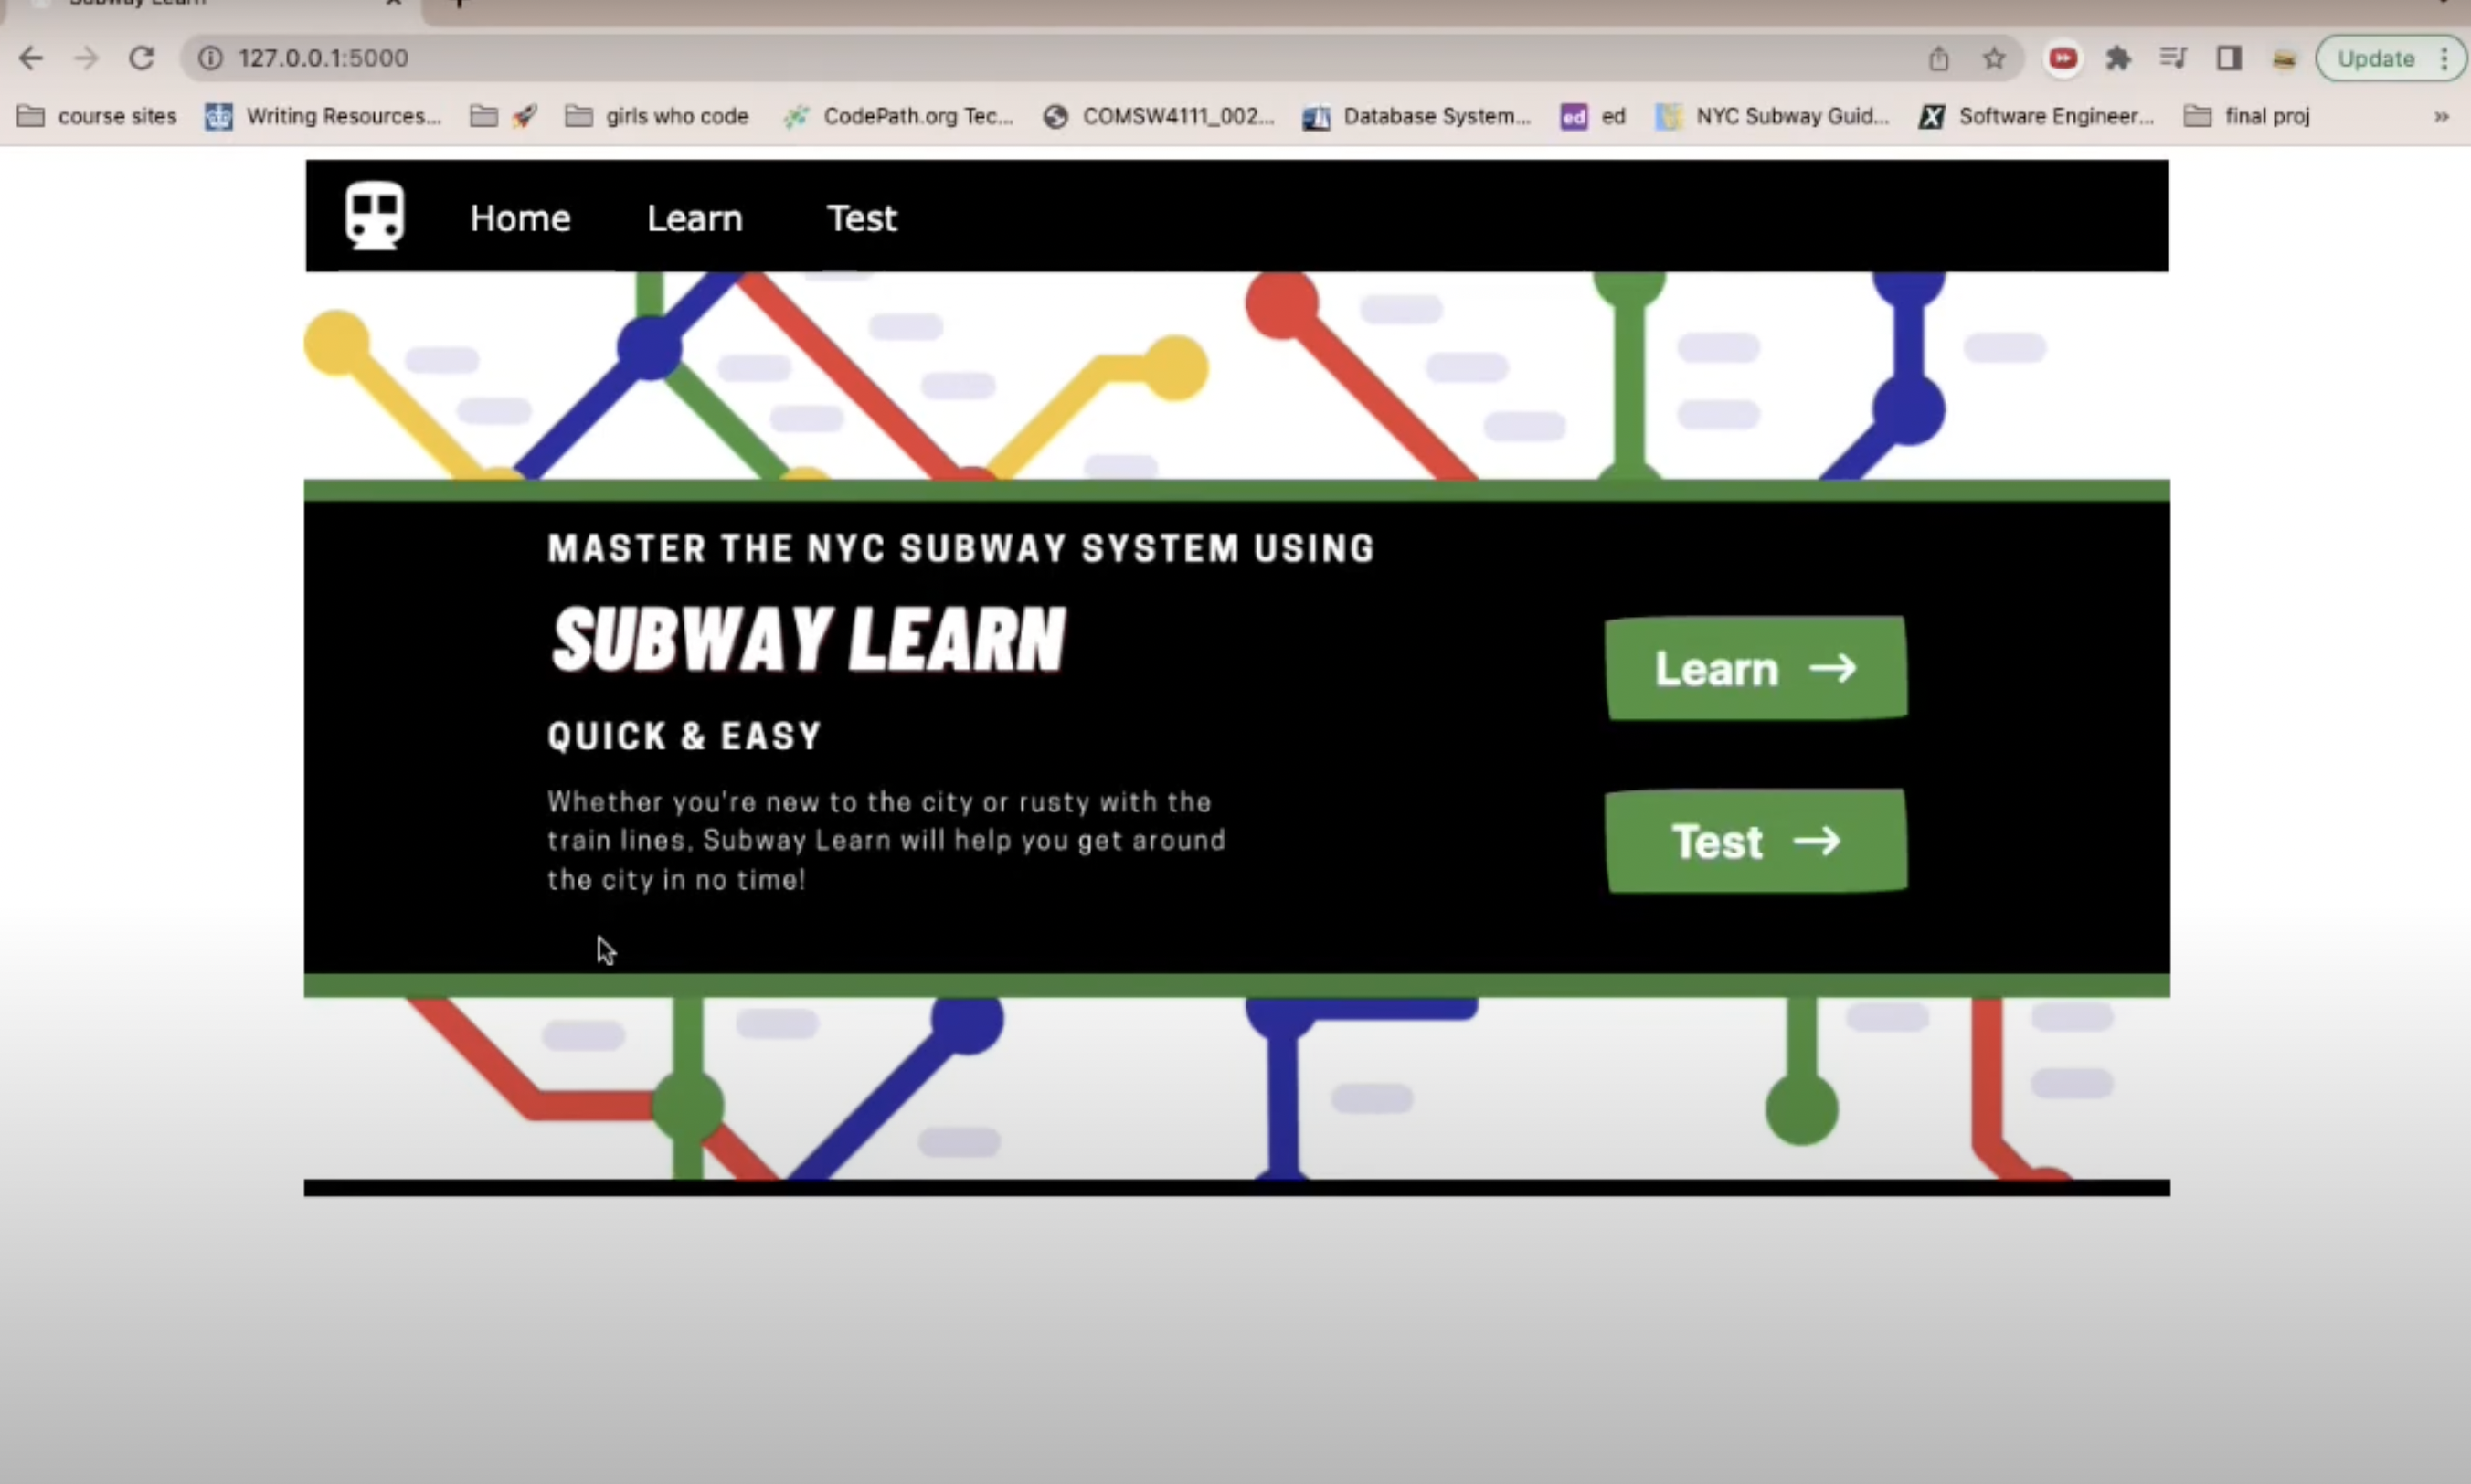 Subway Learn
127.0.0.1:5000
Update
course sites
Writing Resources...
girls who code
CodePath.org Tec...
COMSW4111_002...
Database System...
ed ed
NYC Subway Guid...
X Software Engineer...
final proj
»
Home Learn Test
MASTER THE NYC SUBWAY SYSTEM USING
SUBWAY LEARN
QUICK & EASY
Whether you're new to the city or rusty with the
train lines, Subway Learn will help you get around
the city in no time!
Learn →
Test →